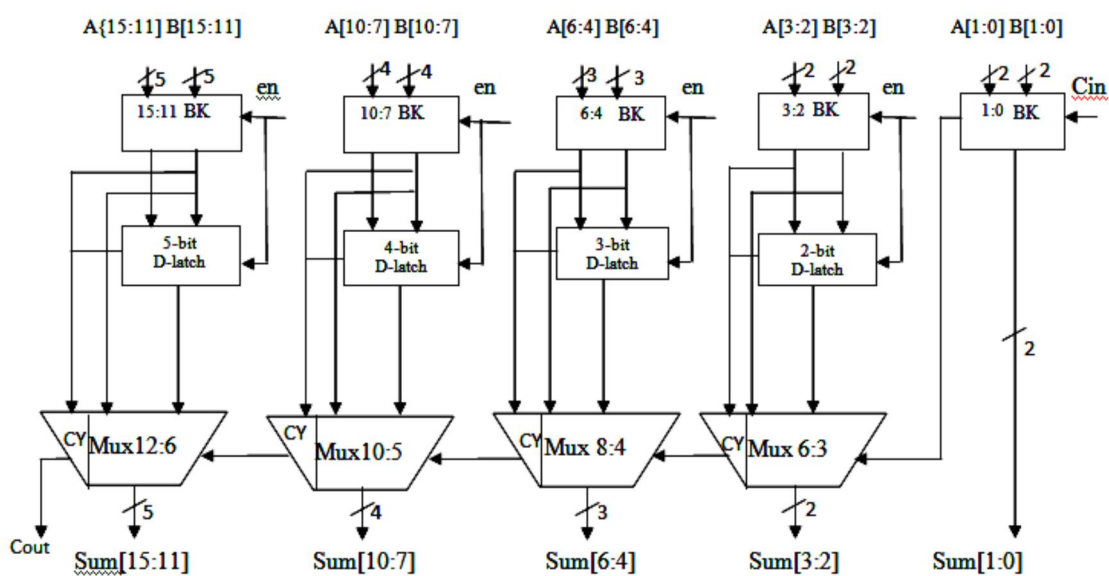 A{15:11] B[15:11] A[10:7] B[10:7] A[6:4] B[6:4] A[3:2] B[3:2] A[1:0] B[1:0]
5 5 en 4 4 en 3 3 en 2 2 en 2 2 Cin
15:11 BK 10:7 BK 6:4 BK 3:2 BK 1:0 BK
5-bit
D-latch
4-bit
D-latch
3-bit
D-latch
2-bit
D-latch
2
CY Mux12:6 CY Mux10:5 CY Mux 8:4 CY Mux 6:3
5 4 3 2
Cout
Sum[15:11] Sum[10:7] Sum[6:4] Sum[3:2] Sum[1:0]